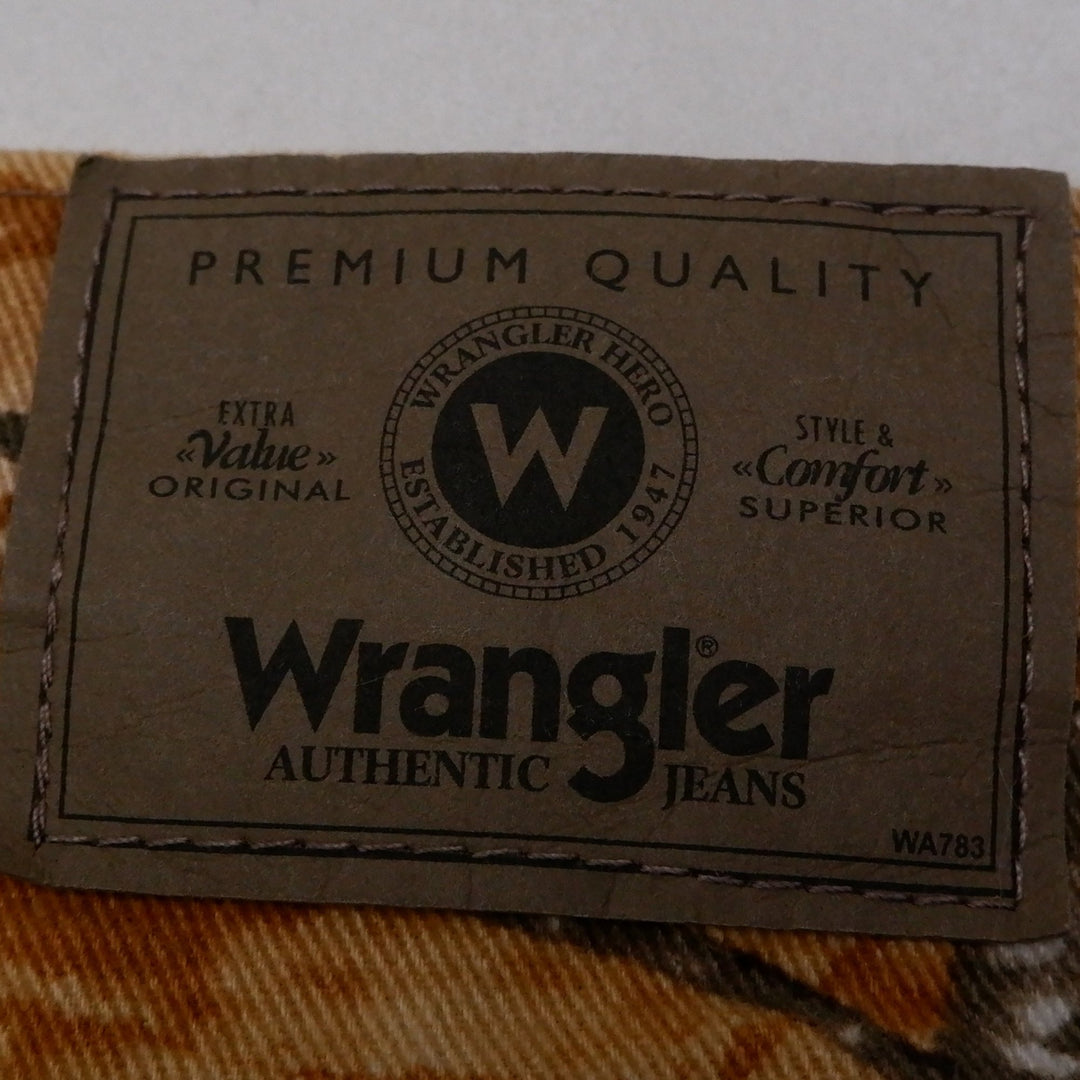 PREMIUM QUALITY
WRANGLER HERO
W
ESTABLISHED 1947
EXTRA
«Value»
ORIGINAL
STYLE &
«Comfort»
SUPERIOR
Wrangler®
AUTHENTIC JEANS
WA783